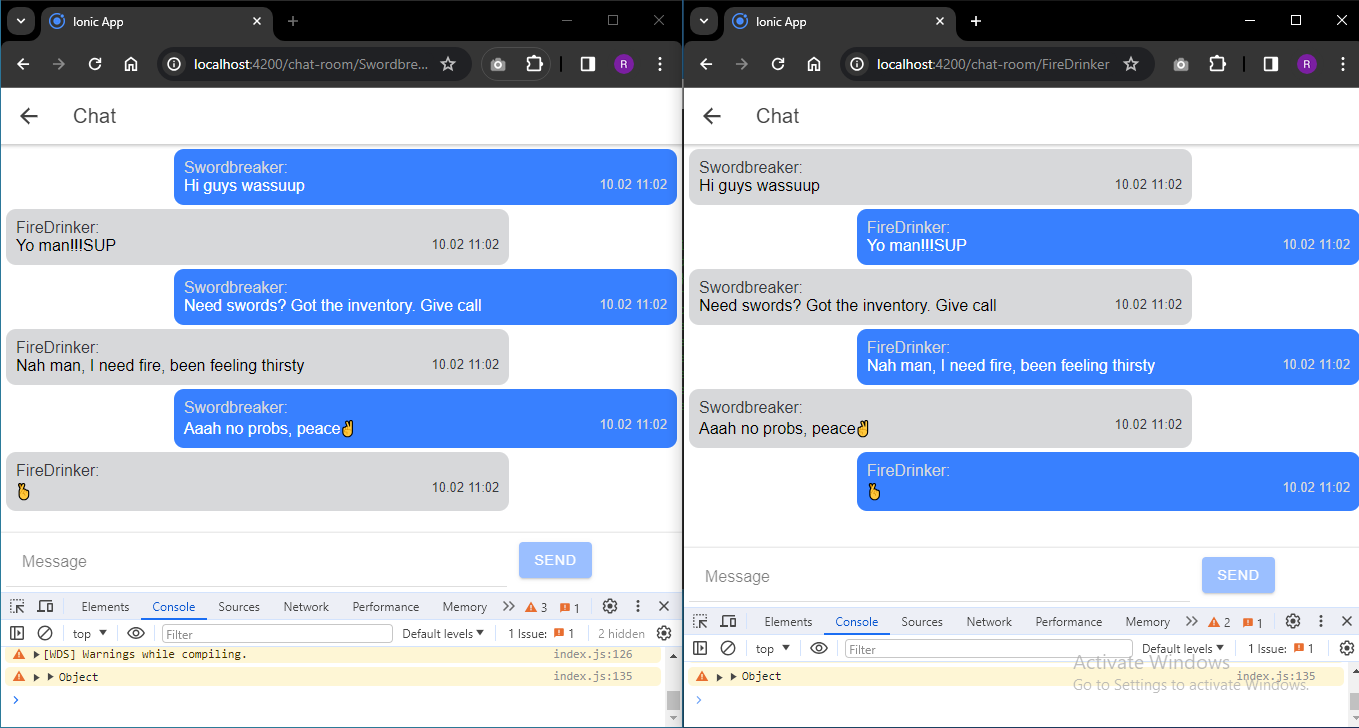 Ionic App
localhost:4200/chat-room/Swordbre...
R
Chat
Swordbreaker:
Hi guys wassuup
10.02 11:02
FireDrinker:
Yo man!!!SUP
10.02 11:02
Swordbreaker:
Need swords? Got the inventory. Give call
10.02 11:02
FireDrinker:
Nah man, I need fire, been feeling thirsty
10.02 11:02
Swordbreaker:
Aaah no probs, peace✌️
10.02 11:02
FireDrinker:
🫰
10.02 11:02
Message
SEND
Elements Console Sources Network Performance Memory 3 1
top Filter Default levels 1 Issue: 1 2 hidden
[WDS] Warnings while compiling. index.js:126
Object index.js:135
Ionic App
localhost:4200/chat-room/FireDrinker
R
Chat
Swordbreaker:
Hi guys wassuup
10.02 11:02
FireDrinker:
Yo man!!!SUP
10.02 11:02
Swordbreaker:
Need swords? Got the inventory. Give call
10.02 11:02
FireDrinker:
Nah man, I need fire, been feeling thirsty
10.02 11:02
Swordbreaker:
Aaah no probs, peace✌️
10.02 11:02
FireDrinker:
🫰
10.02 11:02
Message
SEND
Elements Console Sources Network Performance Memory 2 1
top Filter Default levels 1 Issue: 1
Object index.js:135
Activate Windows
Go to Settings to activate Windows.